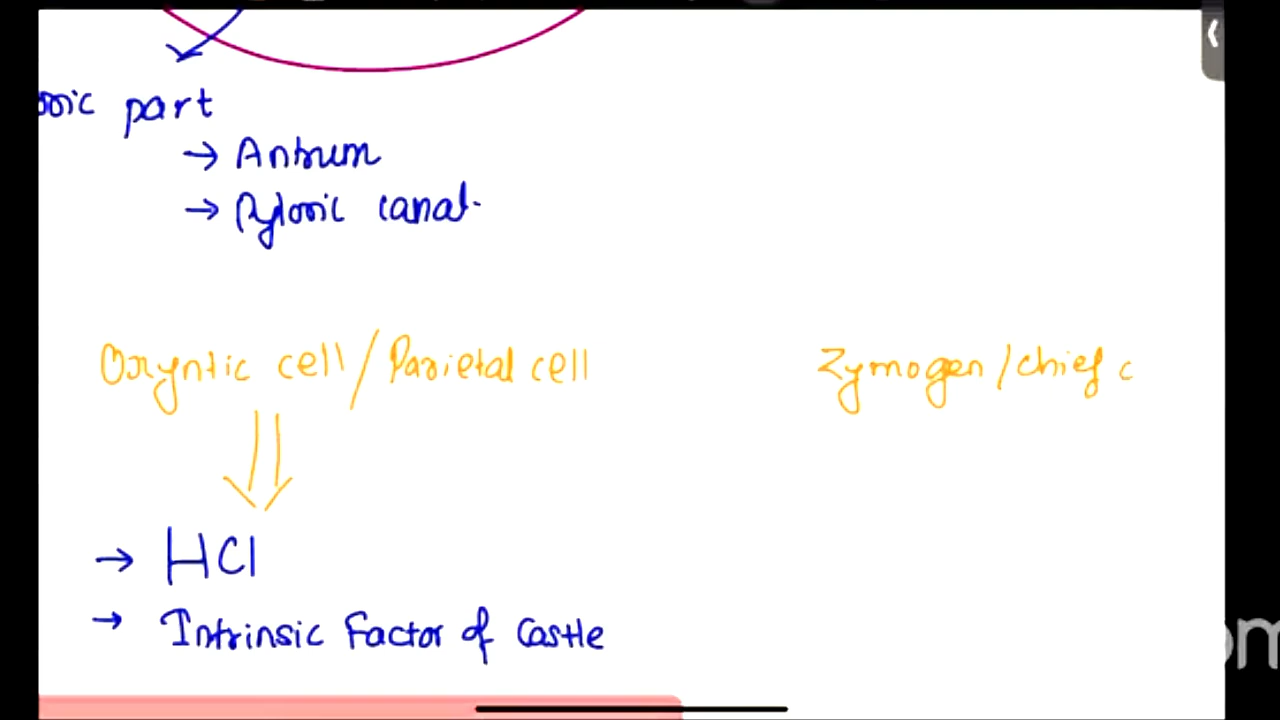 part
→ Antrum
→ Pyloric canal.
Oxyntic cell/Parietal cell
Zymogen/chief c
→ HCl
→ Intrinsic Factor of Castle